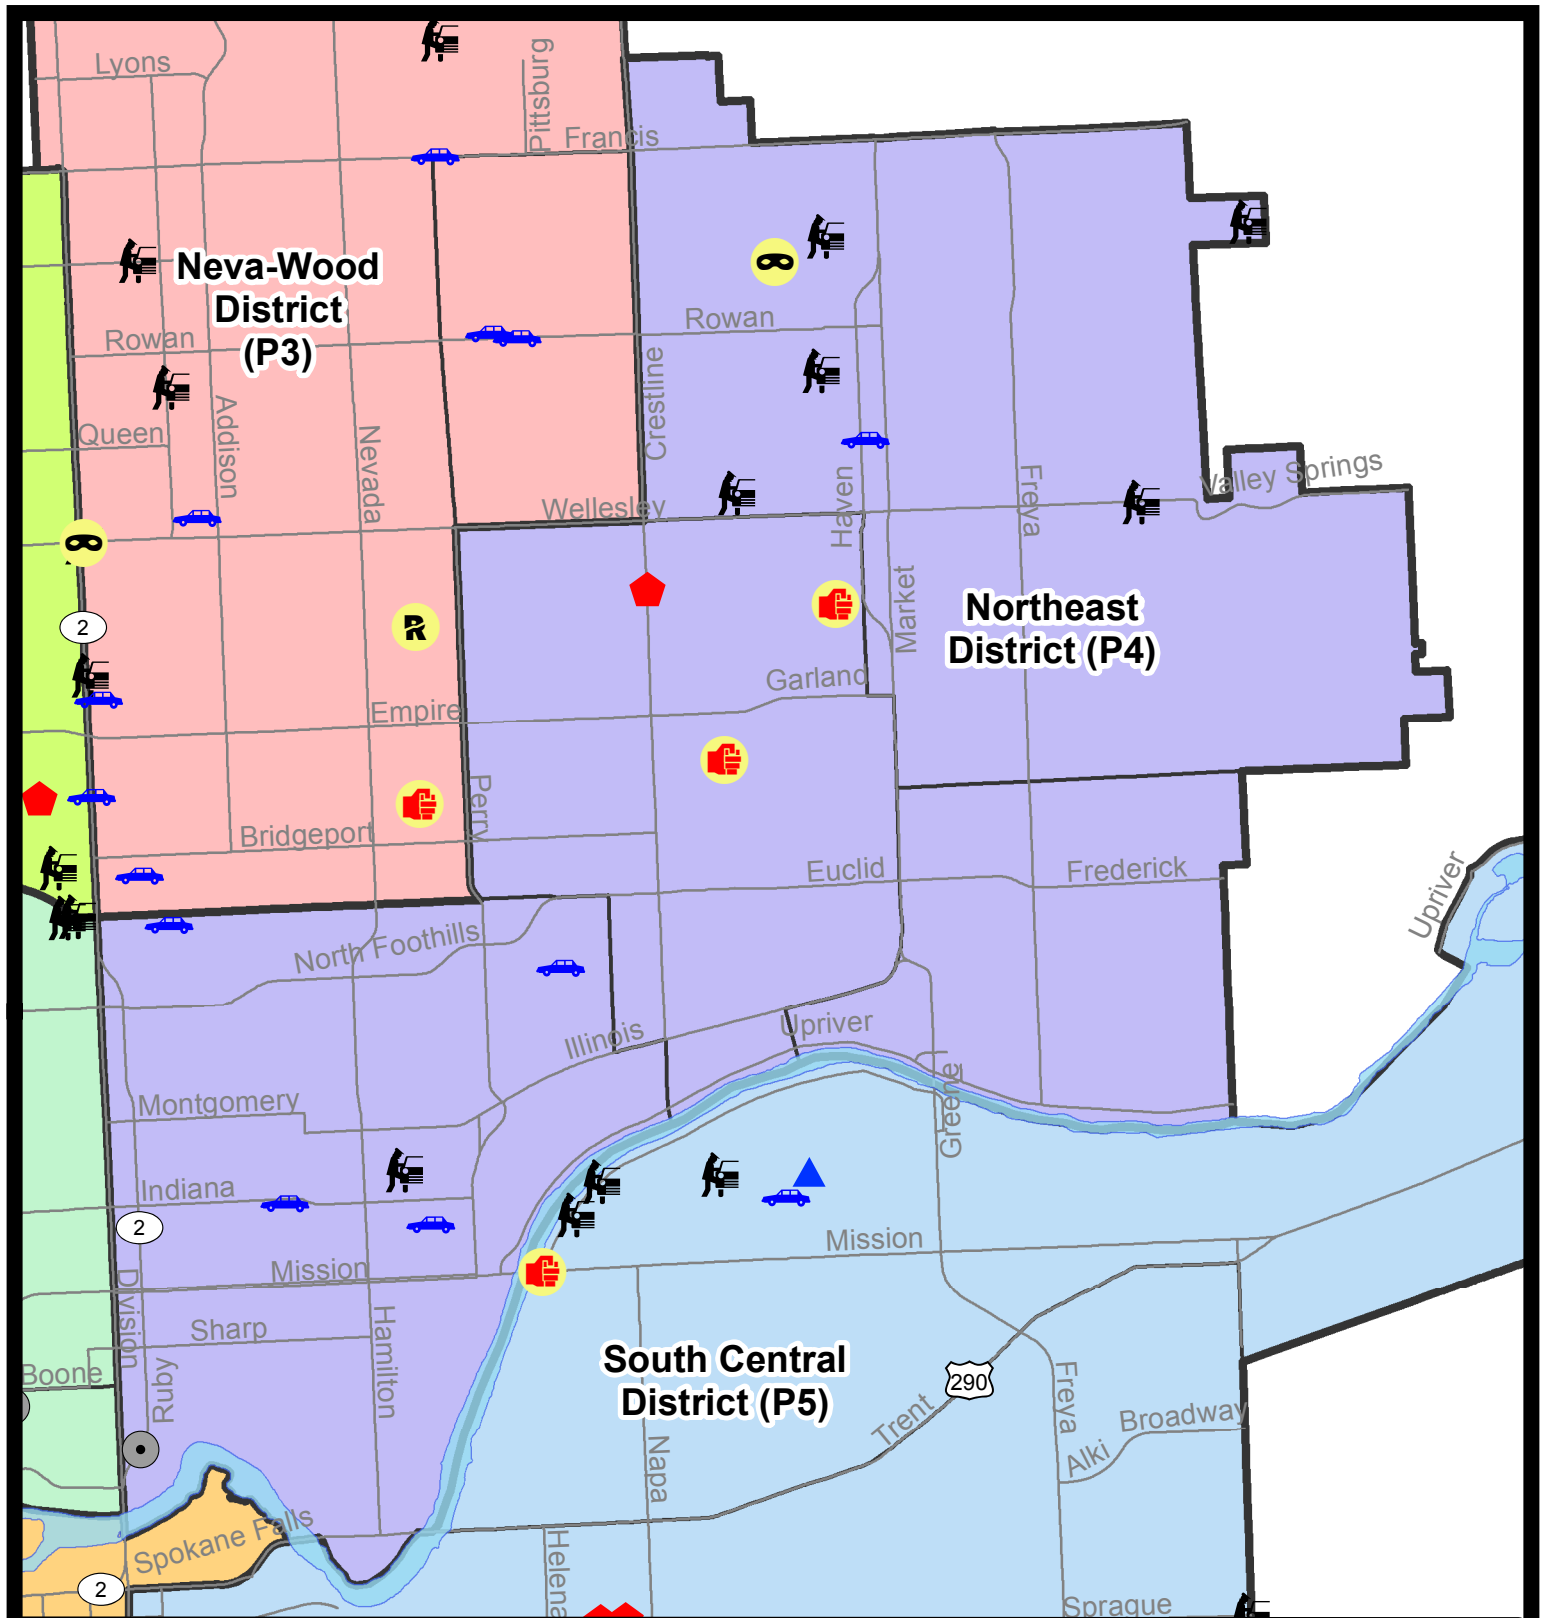 Lyons
Pittsburg
Francis
Neva-Wood
District
(P3)
Rowan
Rowan
Crestline
Addison
Queen
Nevada
Haven
Freya
Valley Springs
Wellesley
Market
2
Northeast
District (P4)
Garland
Empire
Perry
Bridgeport
Euclid
Frederick
Upriver
North Foothills
Illinois
Upriver
Greene
Montgomery
Indiana
2
Mission
Mission
Division
Sharp
Hamilton
Boone
Ruby
South Central
District (P5)
290
Freya
Trent
Broadway
Alki
Napa
Spokane Falls
Helena
2
Sprague
R